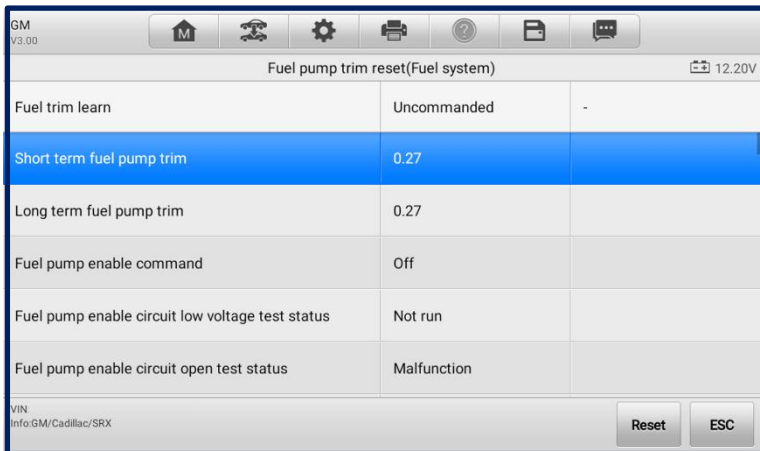 GM
V3.00
M
Fuel pump trim reset(Fuel system)
12.20V
Fuel trim learn Uncommanded -
Short term fuel pump trim 0.27
Long term fuel pump trim 0.27
Fuel pump enable command Off
Fuel pump enable circuit low voltage test status Not run
Fuel pump enable circuit open test status Malfunction
VIN
Info:GM/Cadillac/SRX
Reset ESC